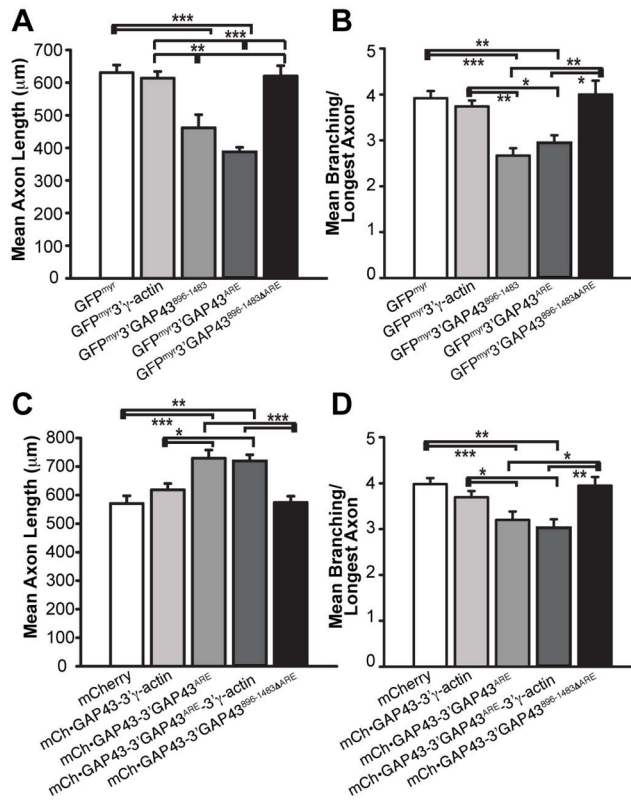 A
***
***
**
Mean Axon Length (μm)
700
600
500
400
300
200
100
0
GFPmyr
GFPmyr3'γ-actin
GFPmyr3'GAP43896-1483
GFPmyr3'GAP43ARE
GFPmyr3'GAP43896-1483ΔARE
B
**
***
**
*
*
**
Mean Branching/
Longest Axon
5
4
3
2
1
0
GFPmyr
GFPmyr3'γ-actin
GFPmyr3'GAP43896-1483
GFPmyr3'GAP43ARE
GFPmyr3'GAP43896-1483ΔARE
C
**
***
***
*
Mean Axon Length (μm)
800
700
600
500
400
300
200
100
0
mCherry
mCh•GAP43-3'γ-actin
mCh•GAP43-3'GAP43ARE
mCh•GAP43-3'GAP43ARE-3'γ-actin
mCh•GAP43-3'GAP43896-1483ΔARE
D
**
***
*
*
**
Mean Branching/
Longest Axon
5
4
3
2
1
0
mCherry
mCh•GAP43-3'γ-actin
mCh•GAP43-3'GAP43ARE
mCh•GAP43-3'GAP43ARE-3'γ-actin
mCh•GAP43-3'GAP43896-1483ΔARE